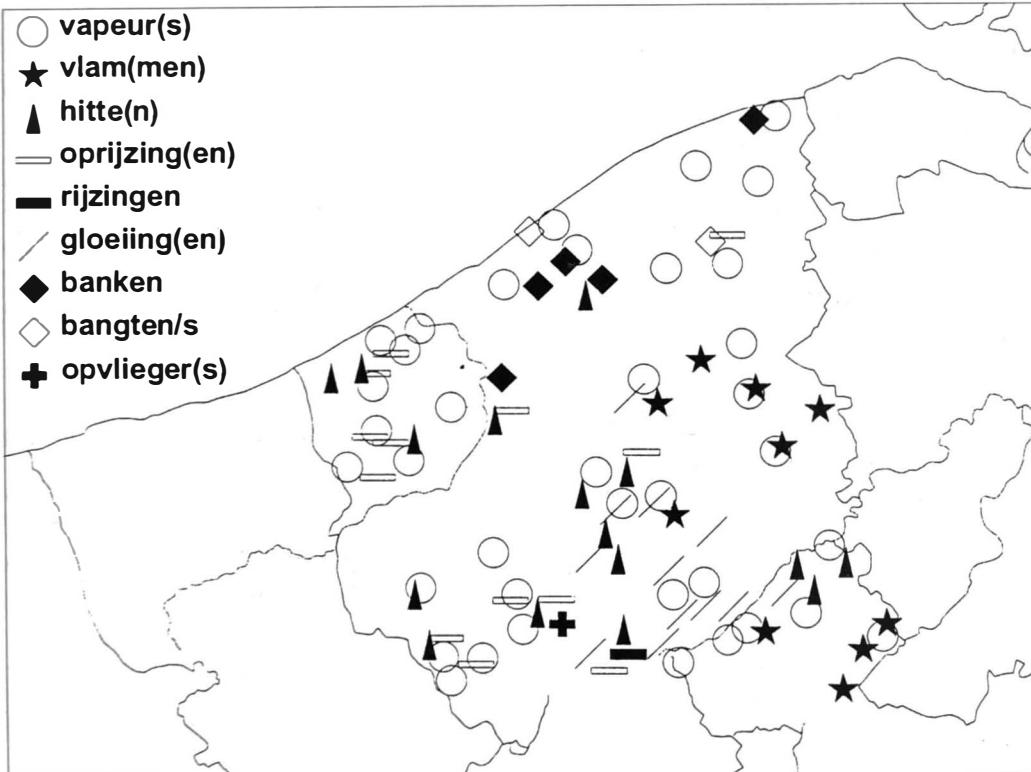 vapeur(s)
vlam(men)
hitte(n)
oprijzing(en)
rijzingen
gloeiing(en)
banken
bangten/s
opvlieger(s)